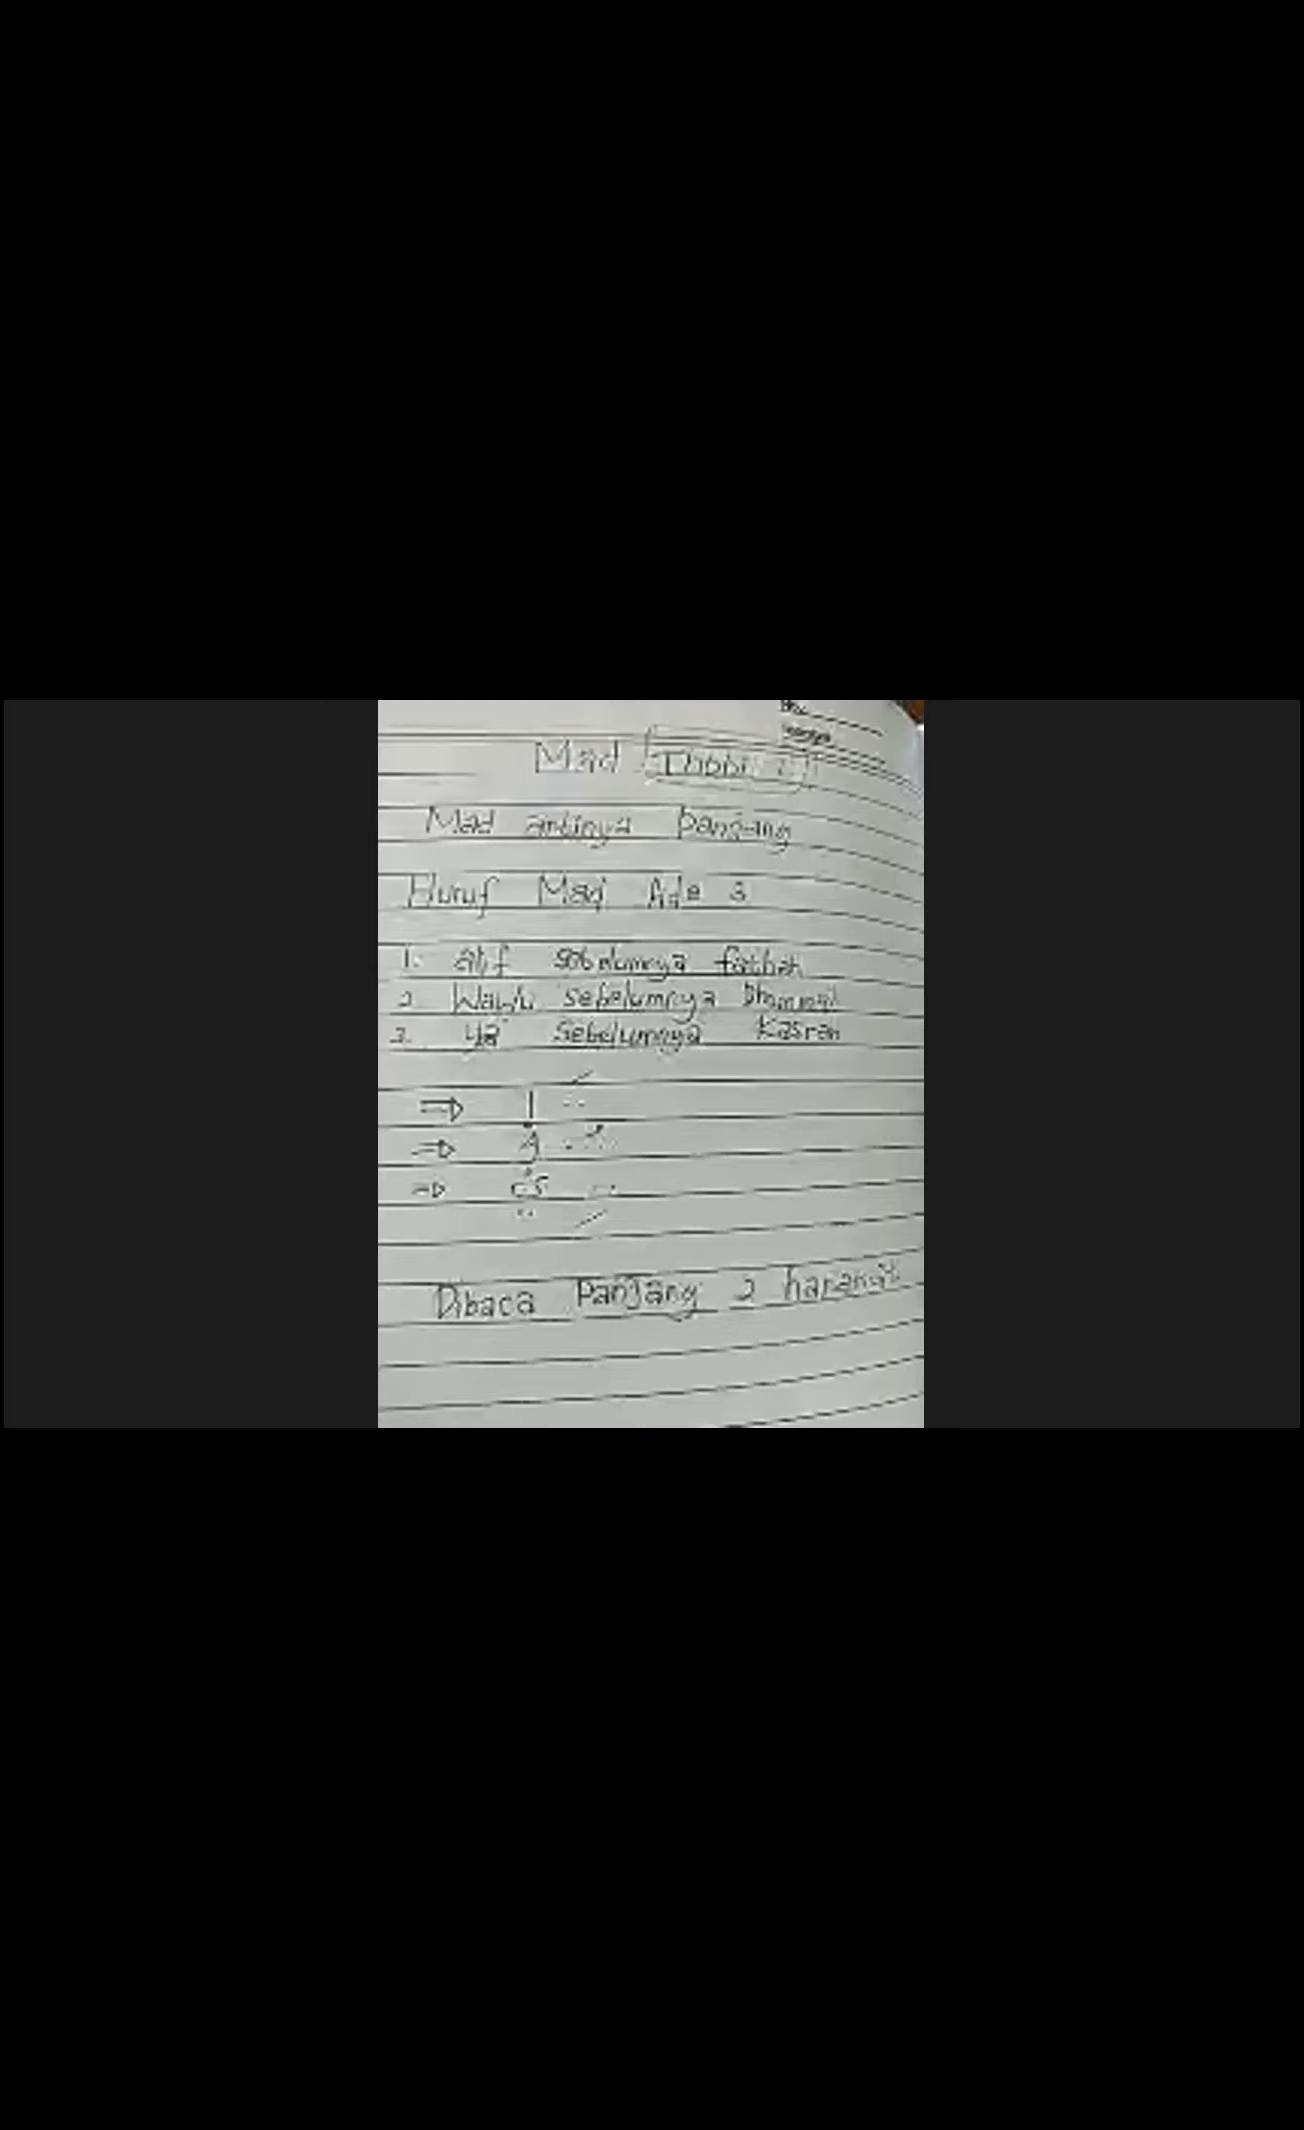 Mad Thobi'i
Mad artinya Panjang
Huruf Mad Ada 3
1. alif sebelumnya fathah
2. Wawu sebelumnya Dhommah
3. Ya' sebelumnya Kasrah
⇒ ا
⇒ و
⇒ ي
Dibaca Panjang 2 harakat